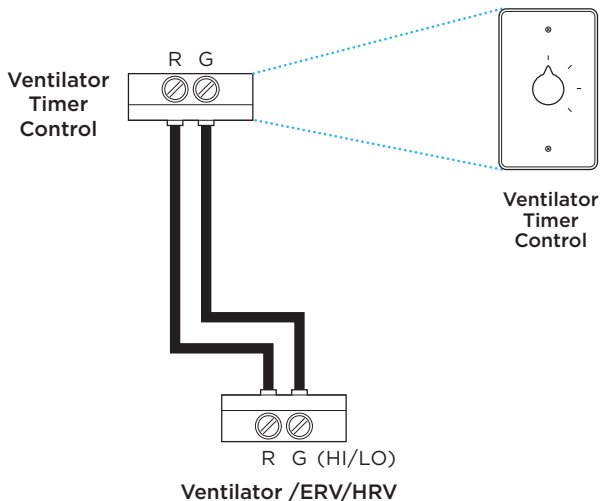 R G
Ventilator
Timer
Control
Ventilator
Timer
Control
R G (HI/LO)
Ventilator /ERV/HRV